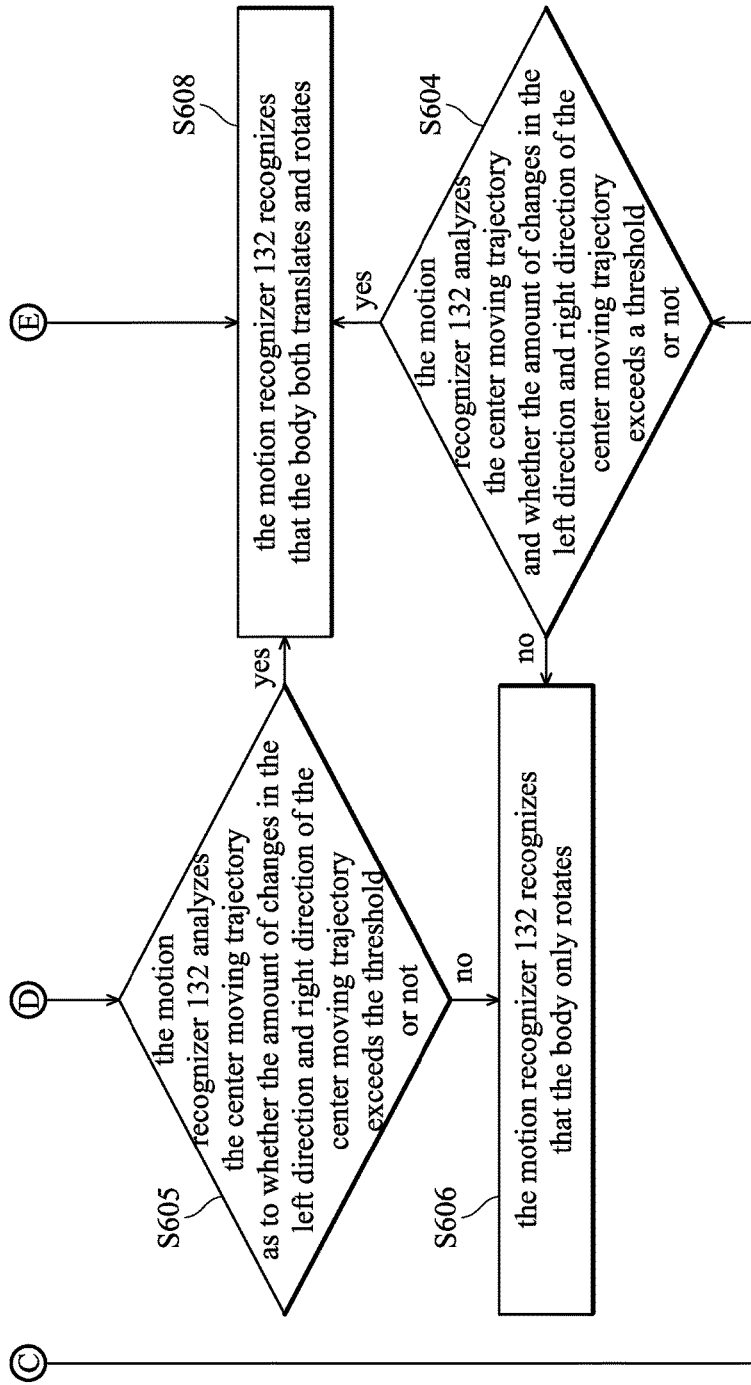 C
D
E
S605
the motion
recognizer 132 analyzes
the center moving trajectory
as to whether the amount of changes in the
left direction and right direction of the
center moving trajectory
exceeds the threshold
or not
yes
no
S608
the motion recognizer 132 recognizes
that the body both translates and rotates
S606
the motion recognizer 132 recognizes
that the body only rotates
S604
the motion
recognizer 132 analyzes
the center moving trajectory
and whether the amount of changes in the
left direction and right direction of the
center moving trajectory
exceeds a threshold
or not
yes
no